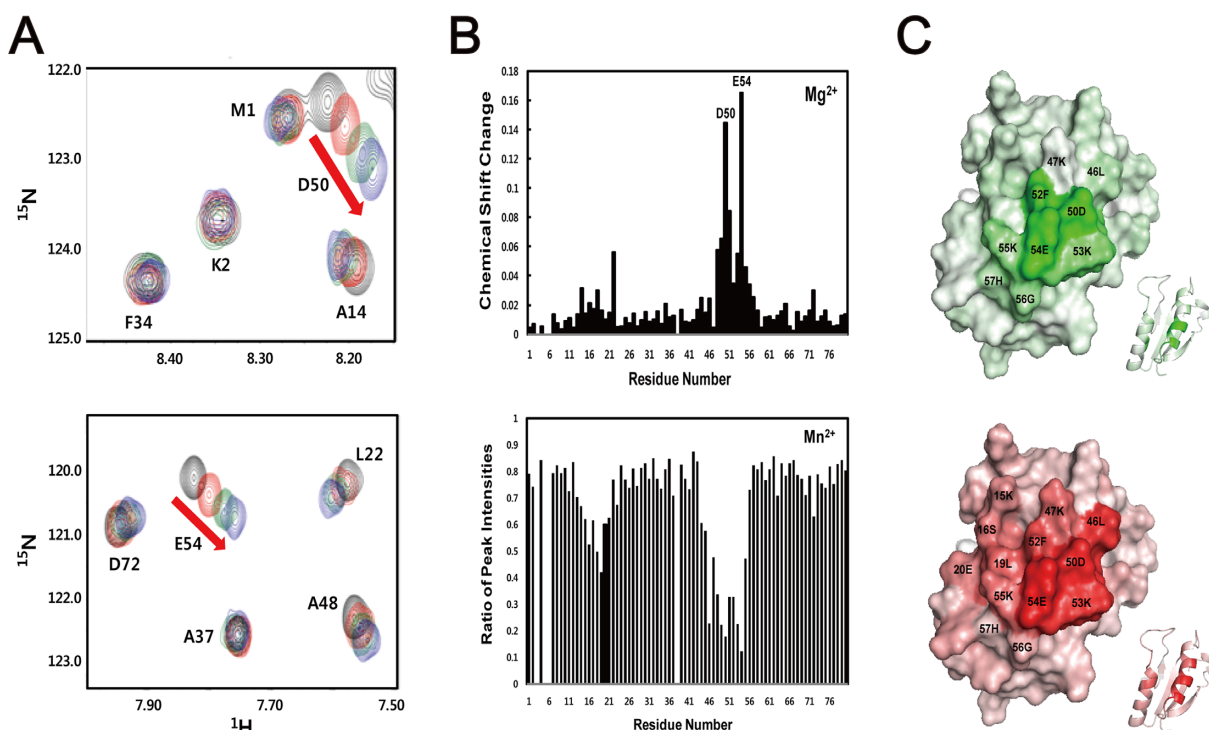 A
B
C
122.0
123.0
124.0
125.0
15N
M1
D50
K2
A14
F34
8.40
8.30
8.20
120.0
121.0
122.0
123.0
15N
L22
E54
D72
A48
A37
7.90
7.70
7.50
1H
0.18
0.16
0.14
0.12
0.1
0.08
0.06
0.04
0.02
0
Chemical Shift Change
E54
D50
Mg2+
1 6 11 16 21 26 31 36 41 46 51 56 61 66 71 76
Residue Number
1
0.9
0.8
0.7
0.6
0.5
0.4
0.3
0.2
0.1
0
Ratio of Peak Intensities
Mn2+
1 6 11 16 21 26 31 36 41 46 51 56 61 66 71 76
Residue Number
47K
46L
52F
50D
55K
54E
53K
57H
56G
15K
47K
46L
16S
52F
50D
20E
19L
55K
54E
53K
57H
56G